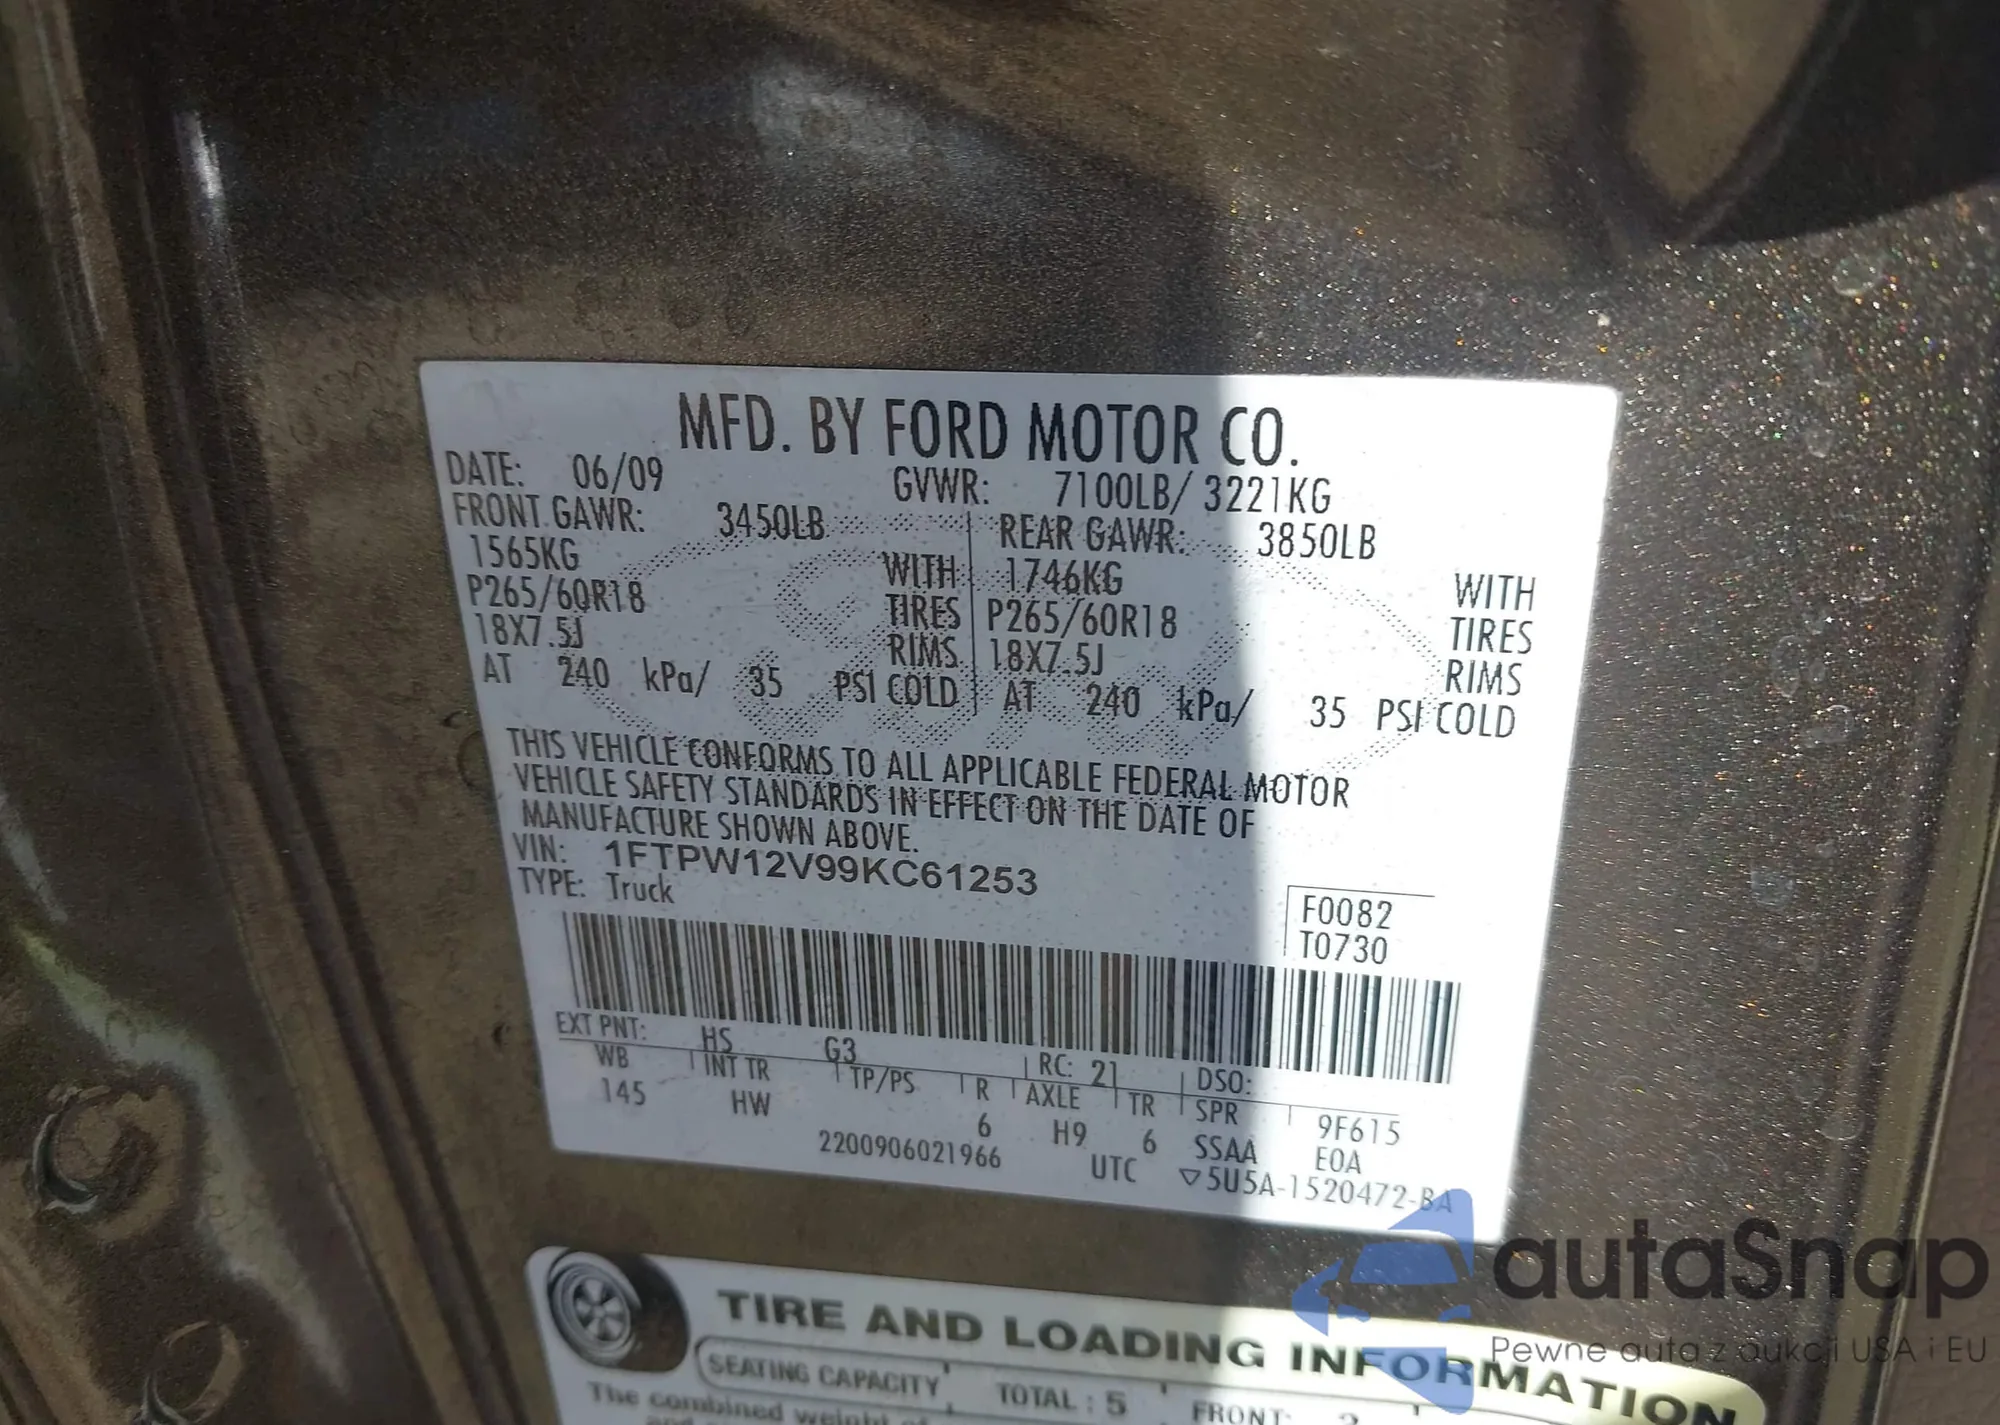 MFD. BY FORD MOTOR CO.
DATE: 06/09 GVWR: 7100LB/ 3221KG
FRONT GAWR: 3450LB REAR GAWR: 3850LB
1565KG WITH 1746KG WITH
P265/60R18 TIRES P265/60R18 TIRES
18X7.5J RIMS 18X7.5J RIMS
AT 240 kPa/ 35 PSI COLD AT 240 kPa/ 35 PSI COLD
THIS VEHICLE CONFORMS TO ALL APPLICABLE FEDERAL MOTOR
VEHICLE SAFETY STANDARDS IN EFFECT ON THE DATE OF
MANUFACTURE SHOWN ABOVE.
VIN: 1FTPW12V99KC61253
TYPE: Truck
F0082
T0730
EXT PNT: HS G3 RC: 21 DSO:
WB INT TR TP/PS R AXLE TR SPR 9F615
145 HW 6 H9 6 SSAA E0A
2200906021966 UTC ▽5U5A-1520472-BA
TIRE AND LOADING INFORMATION
SEATING CAPACITY TOTAL : 5 FRONT:
The combined weight
autaSnap
Pewne auta z aukcji USA i EU